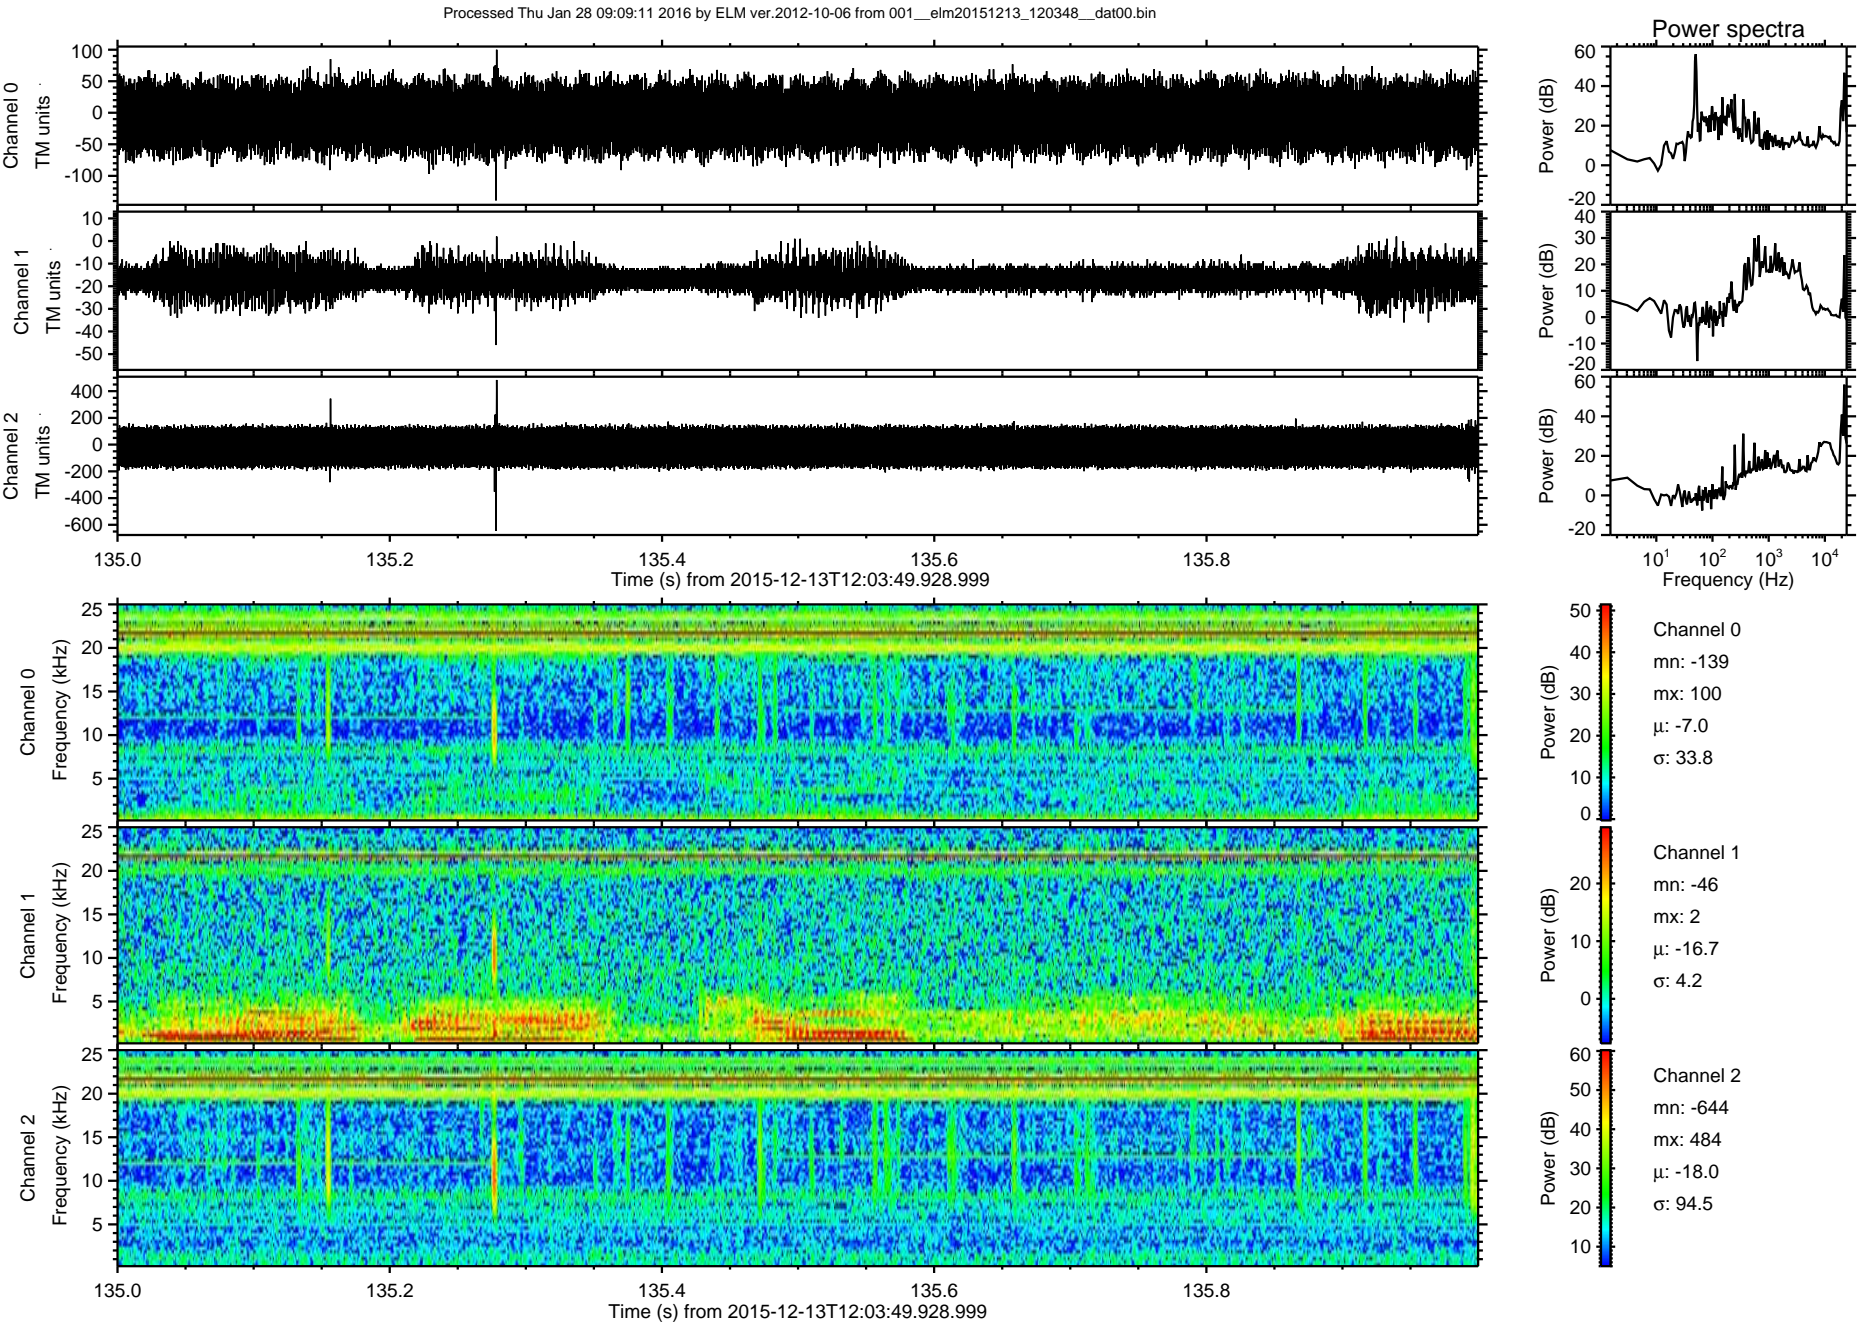 Processed Thu Jan 28 09:09:11 2016 by ELM ver.2012-10-06 from 001__elm20151213_120348__dat00.bin
Power spectra
Channel 0
TM units
100
50
0
-50
-100
Power (dB)
60
40
20
0
-20
Channel 1
TM units
10
0
-10
-20
-30
-40
-50
Power (dB)
40
30
20
10
0
-10
-20
Channel 2
TM units
400
200
0
-200
-400
-600
Power (dB)
60
40
20
0
-20
135.0 135.2 135.4 135.6 135.8
Time (s) from 2015-12-13T12:03:49.928.999
10¹ 10² 10³ 10⁴
Frequency (Hz)
Channel 0
Frequency (kHz)
25
20
15
10
5
Power (dB)
50
40
30
20
10
0
Channel 0
mn: -139
mx: 100
μ: -7.0
σ: 33.8
Channel 1
Frequency (kHz)
25
20
15
10
5
Power (dB)
20
10
0
Channel 1
mn: -46
mx: 2
μ: -16.7
σ: 4.2
Channel 2
Frequency (kHz)
25
20
15
10
5
Power (dB)
60
50
40
30
20
10
Channel 2
mn: -644
mx: 484
μ: -18.0
σ: 94.5
135.0 135.2 135.4 135.6 135.8
Time (s) from 2015-12-13T12:03:49.928.999